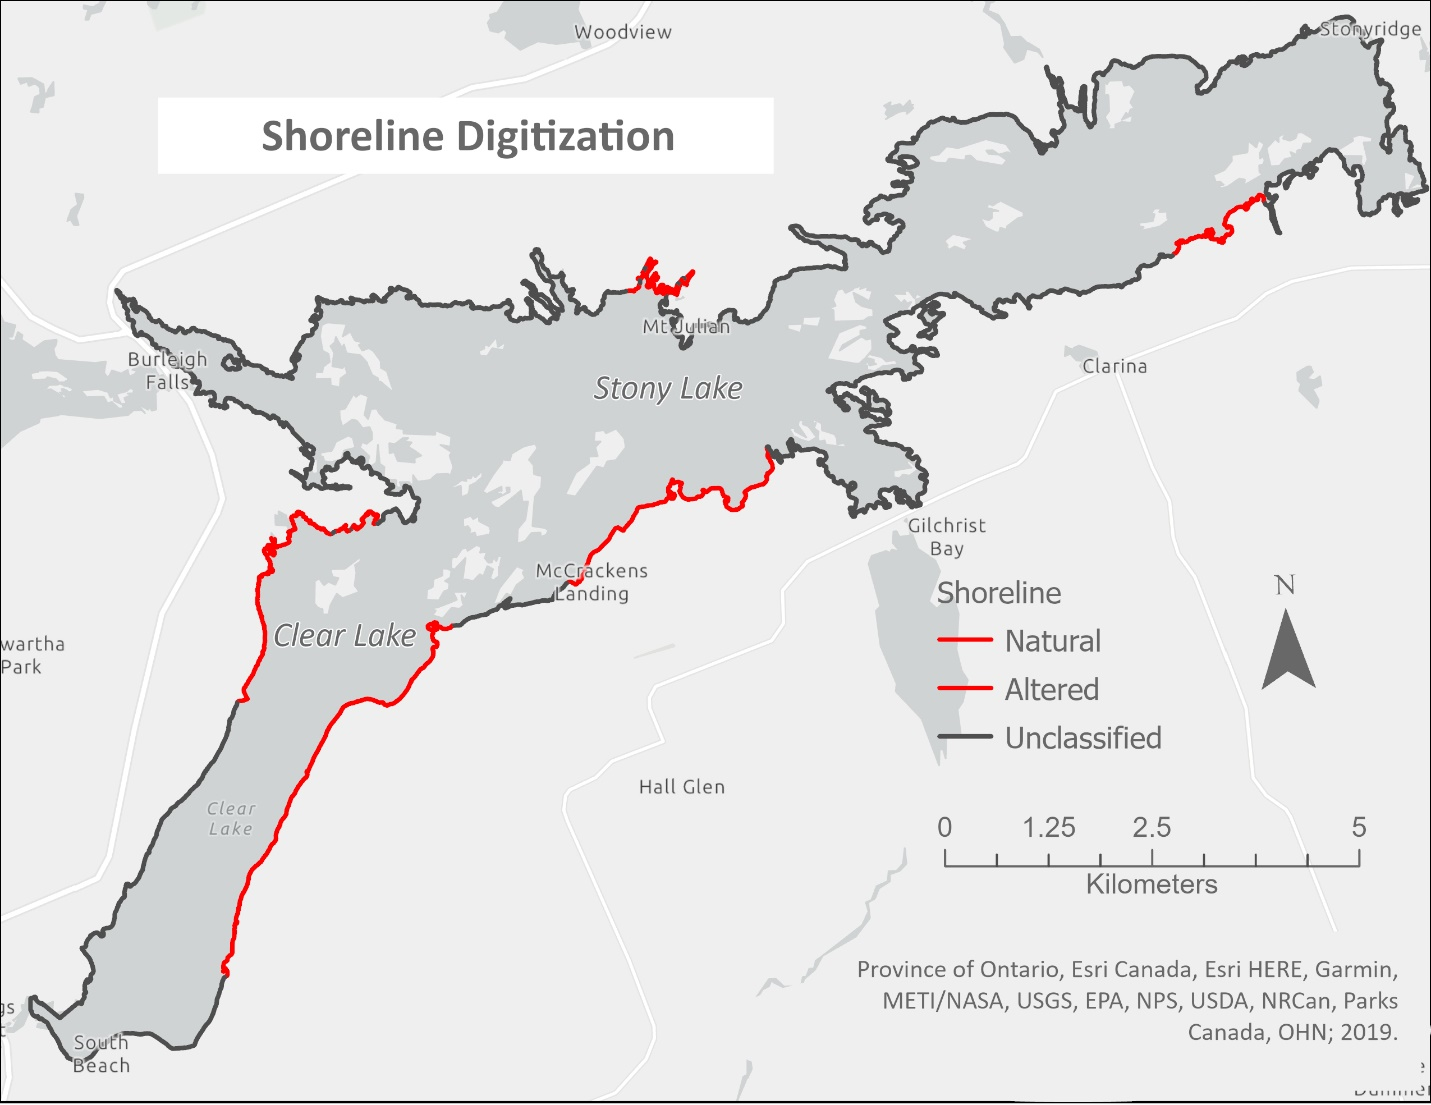 Woodview
Stonyridge
Shoreline Digitization
Mt Julian
Burleigh
Falls
Clarina
Stony Lake
Gilchrist
Bay
McCrackens
Landing
Shoreline
N
Clear Lake
Natural
wartha
Park
Altered
Unclassified
Hall Glen
Clear
Lake
0 1.25 2.5 5
Kilometers
Province of Ontario, Esri Canada, Esri HERE, Garmin,
METI/NASA, USGS, EPA, NPS, USDA, NRCan, Parks
Canada, OHN; 2019.
gs
South
Beach